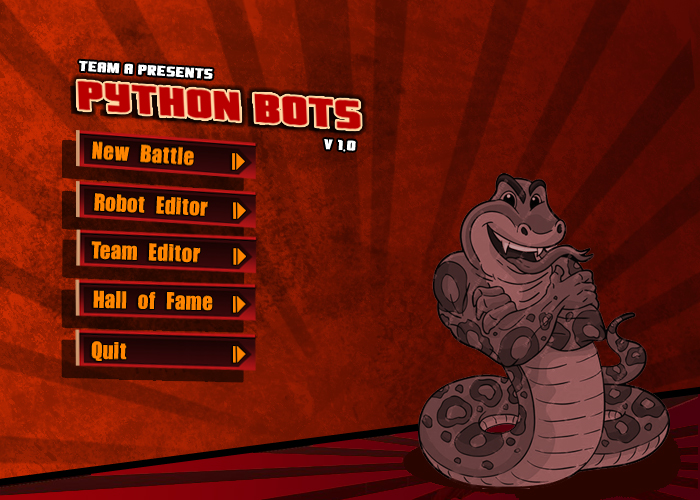 TEAM A PRESENTS
PYTHON BOTS
V 1.0
New Battle
Robot Editor
Team Editor
Hall of Fame
Quit